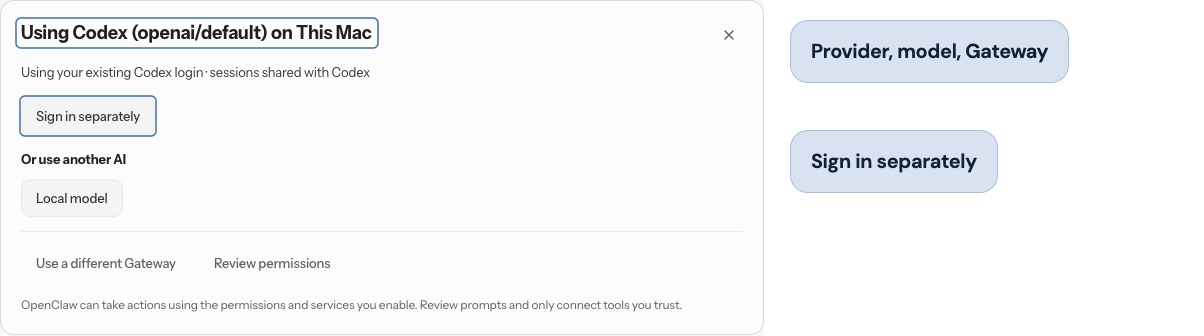 Using Codex (openai/default) on This Mac
Using your existing Codex login · sessions shared with Codex
Sign in separately
Or use another AI
Local model
Use a different Gateway
Review permissions
OpenClaw can take actions using the permissions and services you enable. Review prompts and only connect tools you trust.
Provider, model, Gateway
Sign in separately